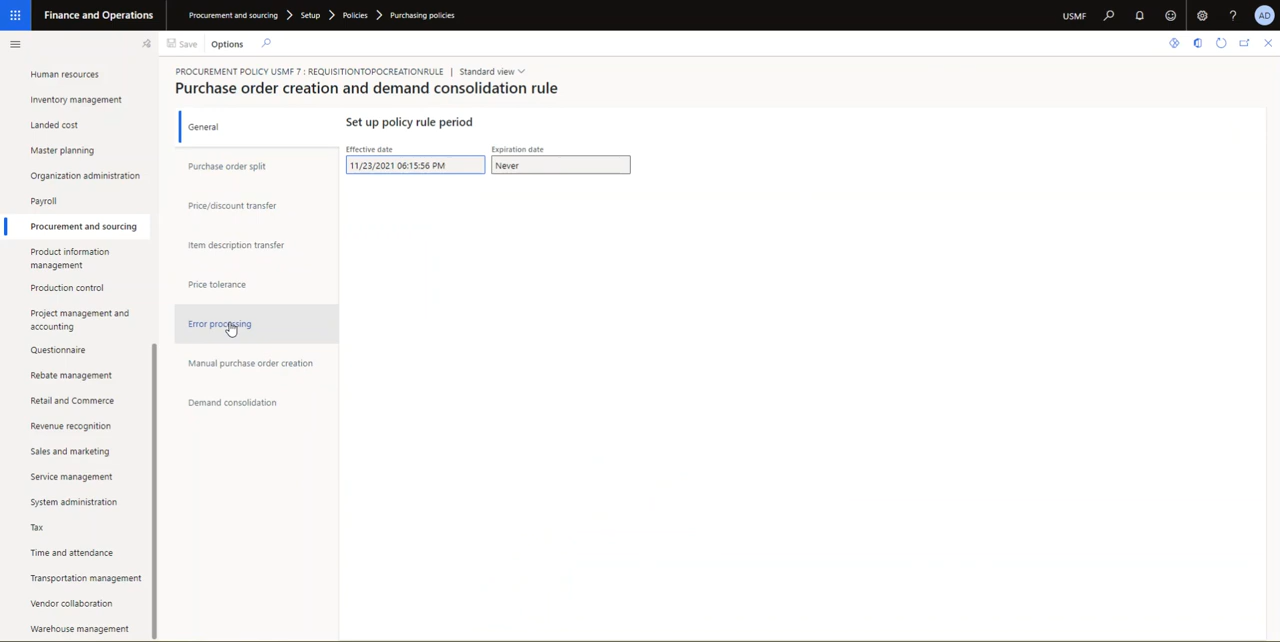 Finance and Operations
Procurement and sourcing > Setup > Policies > Purchasing policies
USMF
AD
Save
Options
Human resources
Inventory management
Landed cost
Master planning
Organization administration
Payroll
Procurement and sourcing
Product information
management
Production control
Project management and
accounting
Questionnaire
Rebate management
Retail and Commerce
Revenue recognition
Sales and marketing
Service management
System administration
Tax
Time and attendance
Transportation management
Vendor collaboration
Warehouse management
PROCUREMENT POLICY USMF 7 : REQUISITIONTOPOCREATIONRULE | Standard view
Purchase order creation and demand consolidation rule
General
Purchase order split
Price/discount transfer
Item description transfer
Price tolerance
Error processing
Manual purchase order creation
Demand consolidation
Set up policy rule period
Effective date
Expiration date
11/23/2021 06:15:56 PM
Never